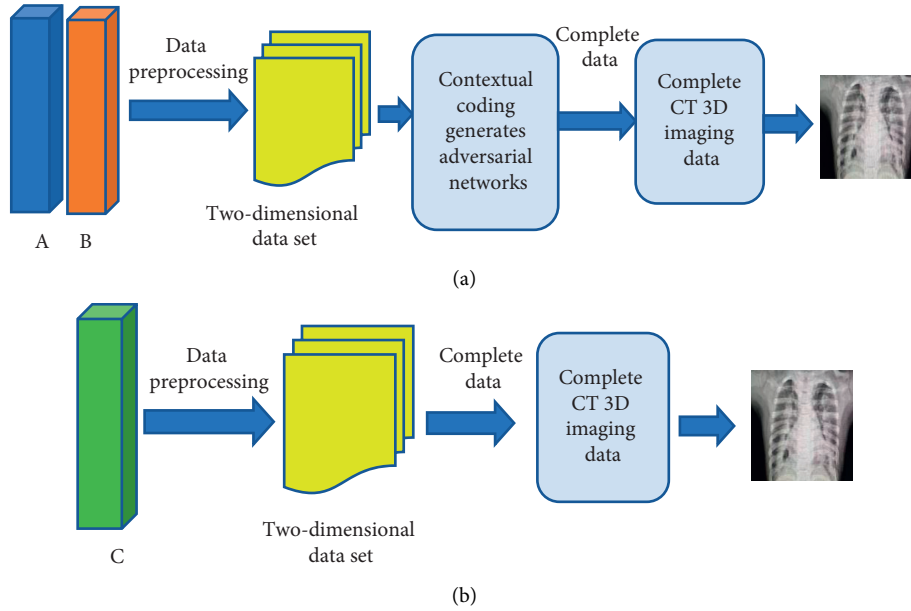 Data
preprocessing
Two-dimensional
data set
Contextual
coding
generates
adversarial
networks
Complete
data
Complete
CT 3D
imaging
data
A
B
(a)
Data
preprocessing
Two-dimensional
data set
Complete
data
Complete
CT 3D
imaging
data
C
(b)